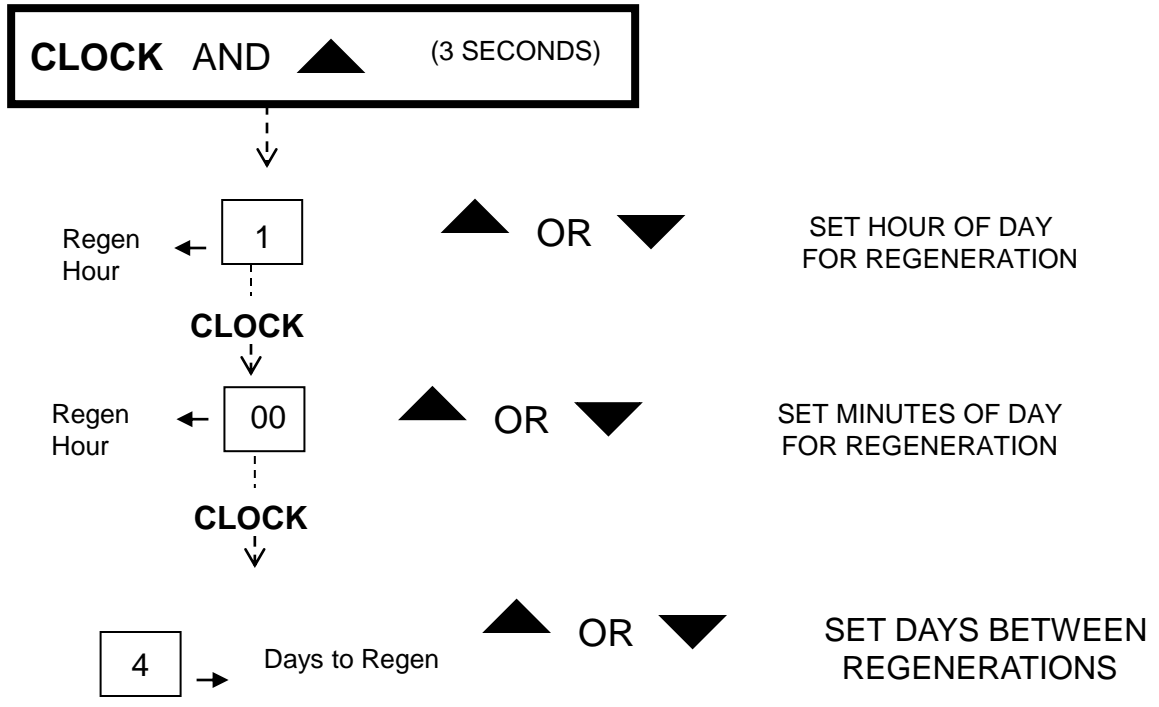 CLOCK AND ▲ (3 SECONDS)
Regen
Hour
1
▲ OR ▼
SET HOUR OF DAY
FOR REGENERATION
CLOCK
Regen
Hour
00
▲ OR ▼
SET MINUTES OF DAY
FOR REGENERATION
CLOCK
4
Days to Regen
▲ OR ▼
SET DAYS BETWEEN
REGENERATIONS